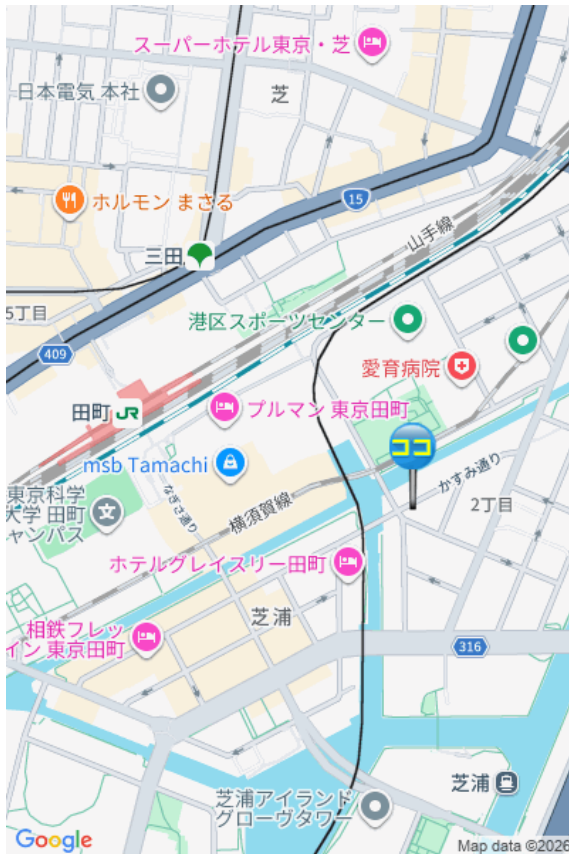 スーパーホテル東京・芝
日本電気 本社
芝
ホルモン まさる
15
山手線
三田
5丁目
港区スポーツセンター
409
愛育病院
田町 JR
プルマン 東京田町
ココ
msb Tamachi
かすみ通り
東京科学
大学 田町
キャンパス
なぎさ通り
横須賀線
2丁目
ホテルグレイスリー田町
芝浦
相鉄フレッ
イン 東京田町
316
芝浦
芝浦アイランド
グローヴタワー
Google
Map data ©2026